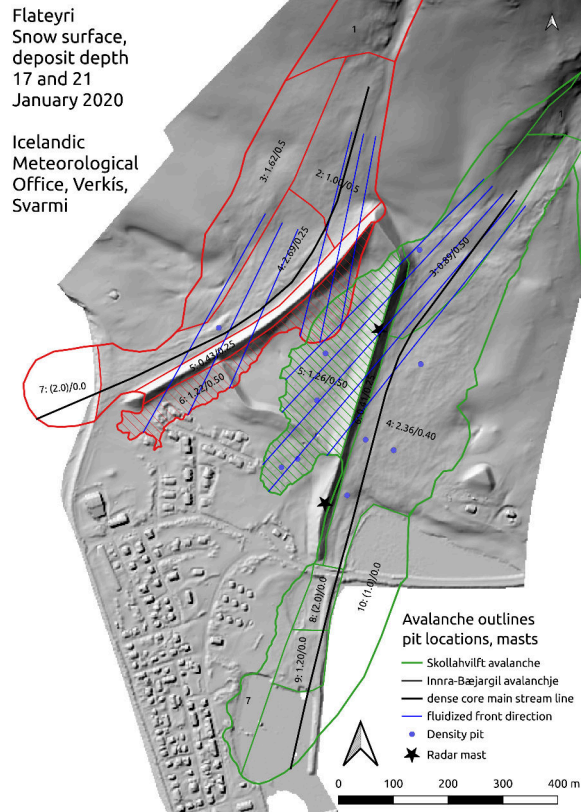 Flateyri
Snow surface,
deposit depth
17 and 21
January 2020
Icelandic
Meteorological
Office, Verkís,
Svarmi
1
1
3: 1.62/0.5
4: 2.69/0.25
3: 0.89/0.50
5: 0.43/0.25
6: 1.22/0.50
7: (2.0)/0.0
5: 1.26/0.50
4: 2.36/0.40
8: (2.0)/0.0
10: (1.0)/0.0
9: 1.20/0.0
7
Avalanche outlines
pit locations, masts
Skollahvilft avalanche
Innra-Bæjargil avalanchje
dense core main stream line
fluidized front direction
Density pit
Radar mast
0 100 200 300 400 m